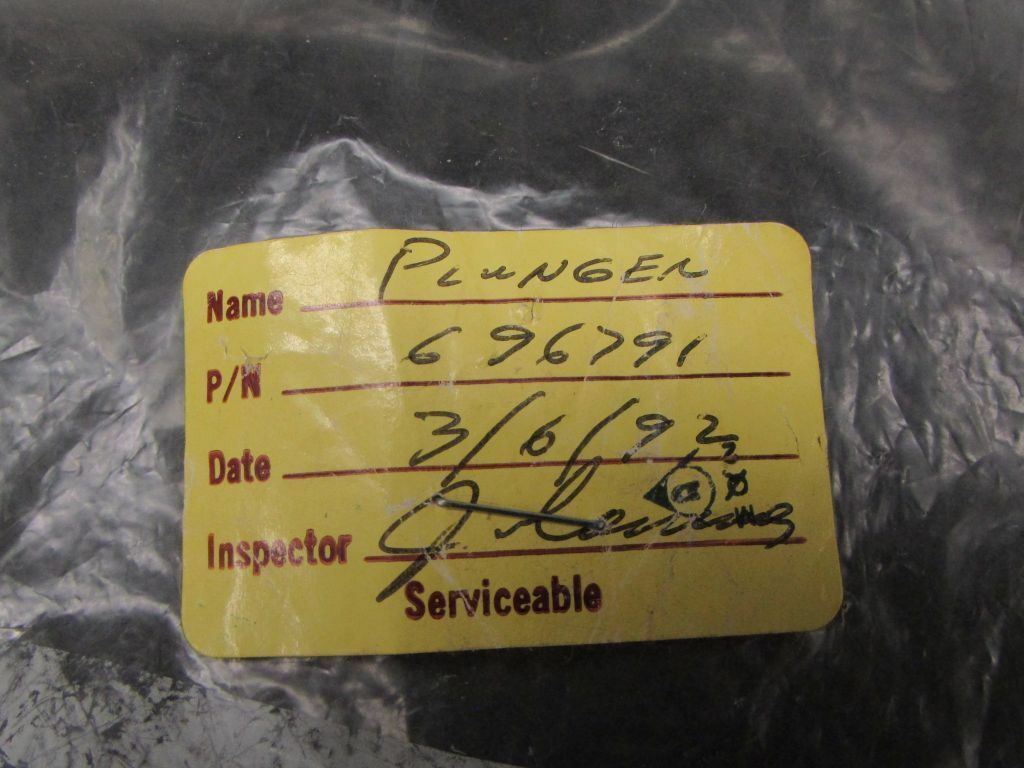 Name PLUNGER
P/N 696791
Date 3/6/92
Inspector
Serviceable